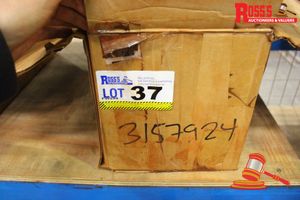 ROSS'S
AUCTIONEERS & VALUERS
ROSS'S
LOT 37
3157924